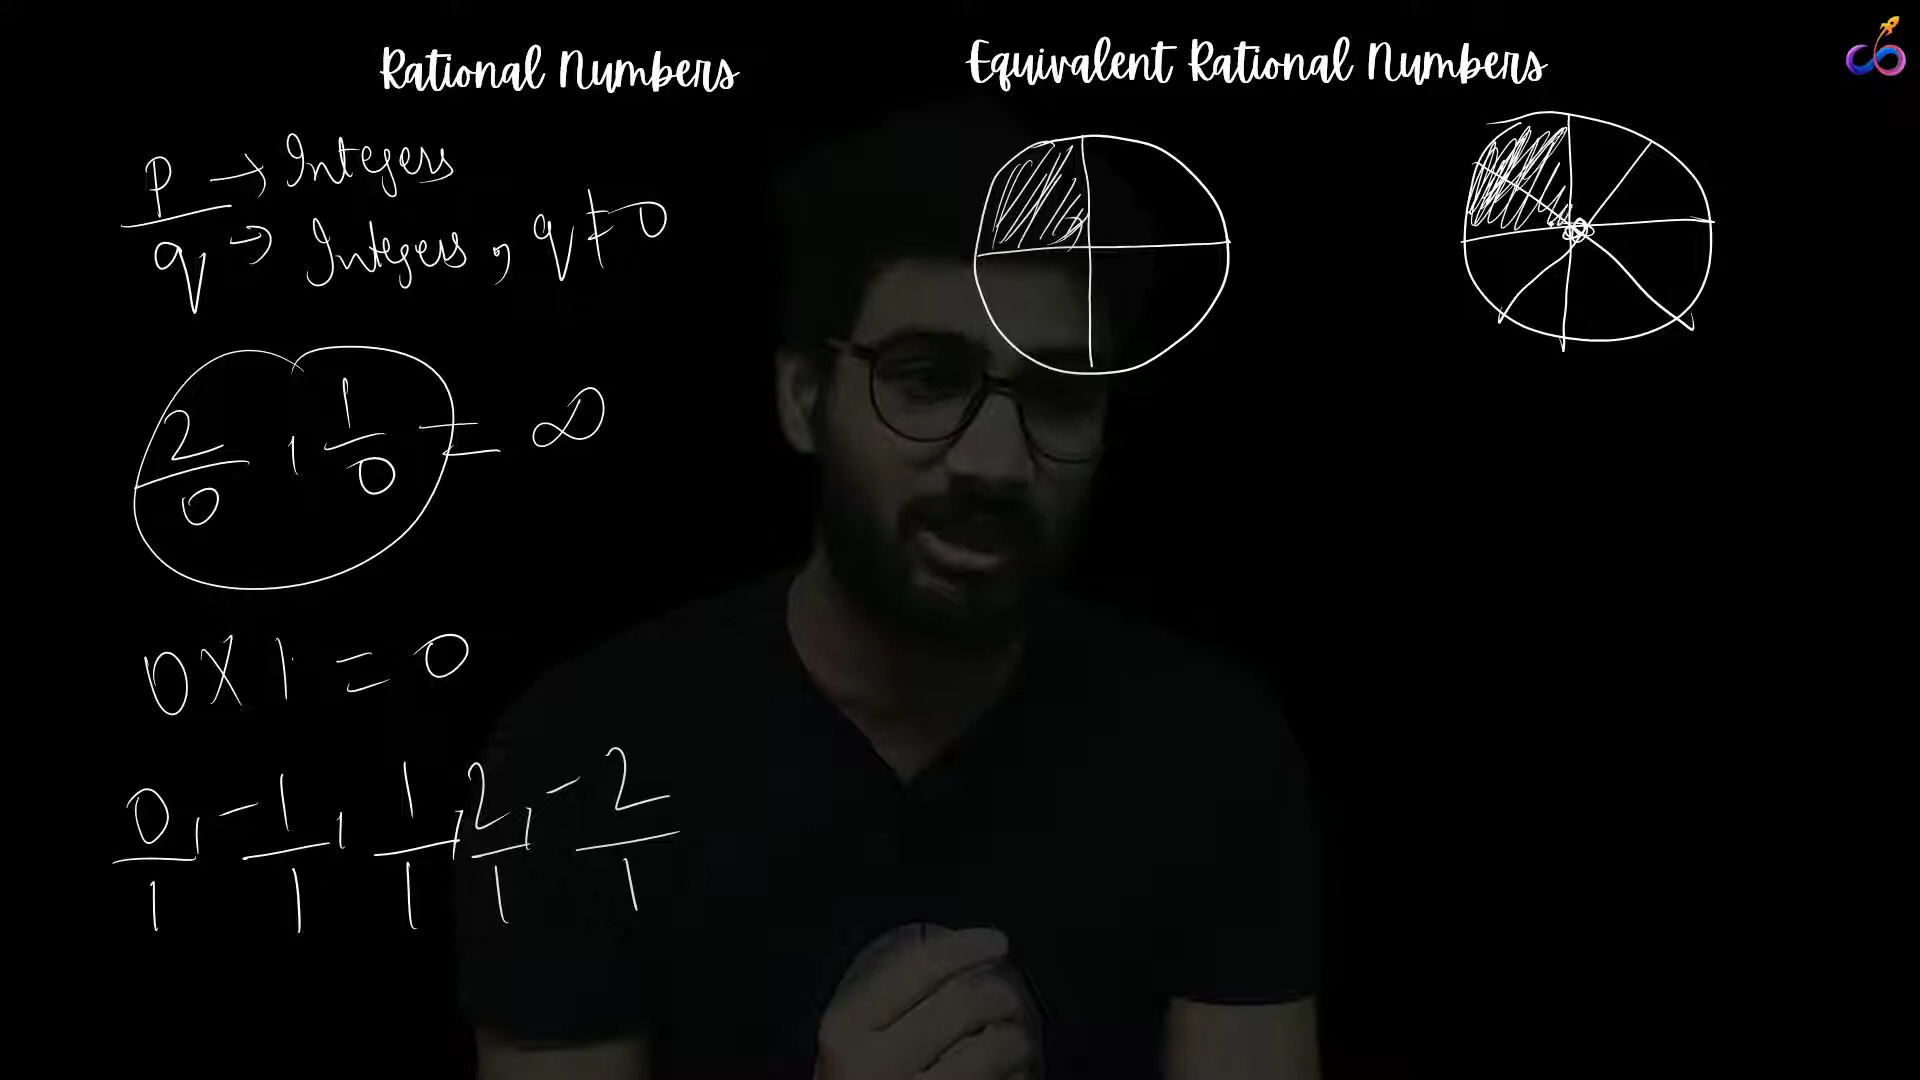 Rational Numbers
Equivalent Rational Numbers
p → Integers
q → Integers, q ≠ 0
2/0, 1/0 = ∞
0 X 1 = 0
0/1, -1/1, 1/1, 2/1, -2/1